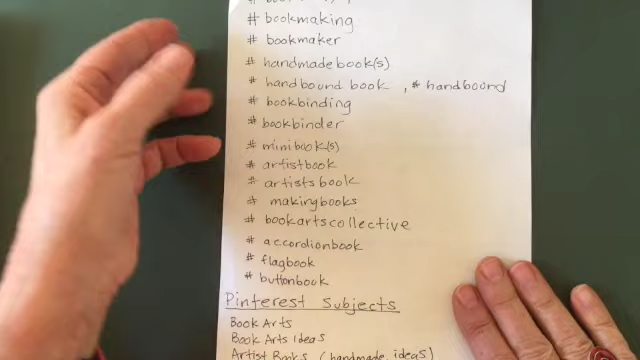 # bookmaking
# bookmaker
# handmadebook(s)
# handbound book , # handbound
# bookbinding
# bookbinder
# minibook(s)
# artistbook
# artistsbook
# makingbooks
# bookartscollective
# accordionbook
# flagbook
# buttonbook
Pinterest Subjects
Book Arts
Book Arts Ideas
Artist Books (handmade ideas)